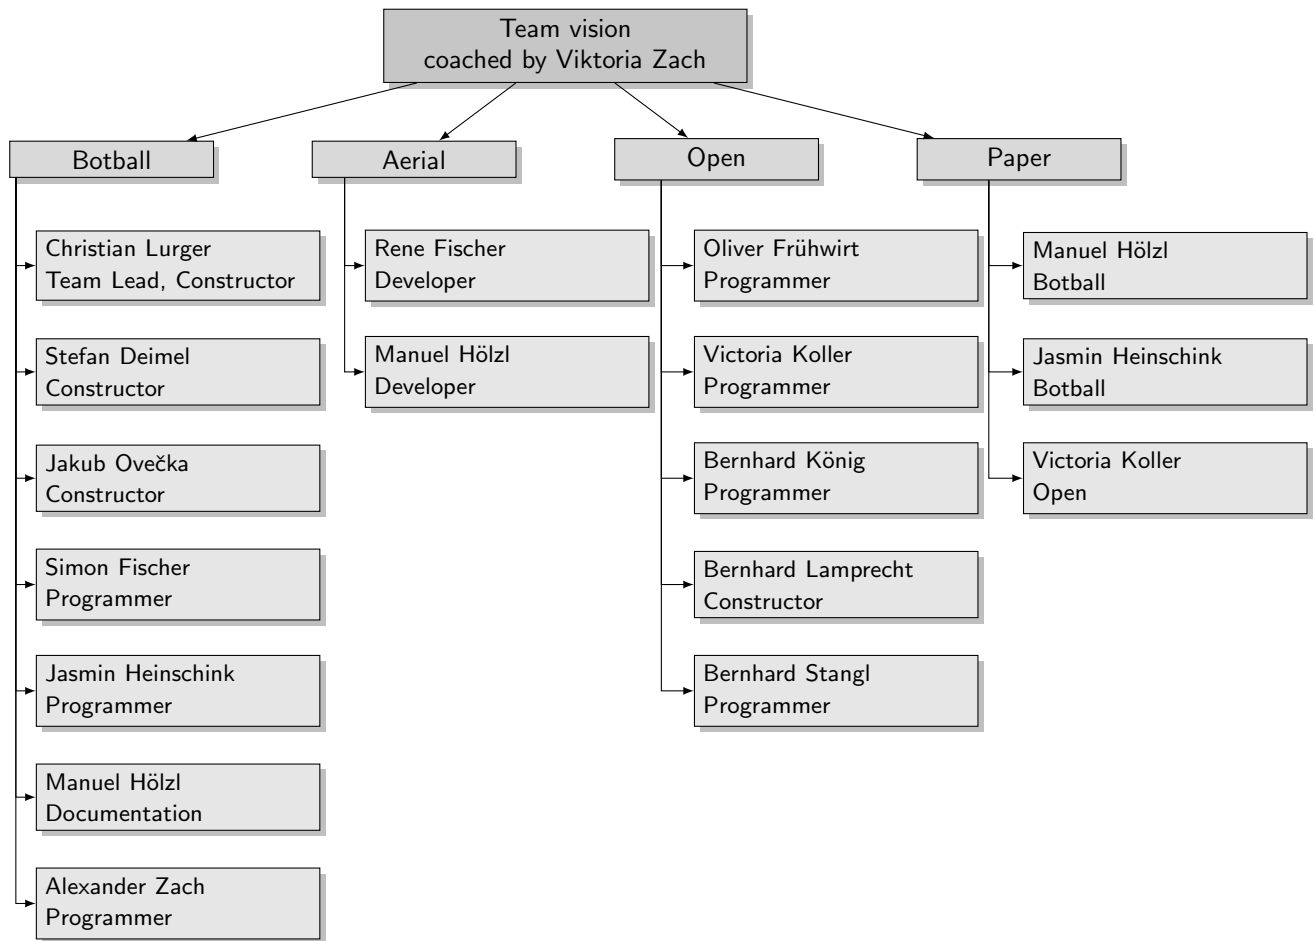 Team vision
coached by Viktoria Zach
Botball
Christian Lurger
Team Lead, Constructor
Stefan Deimel
Constructor
Jakub Ovečka
Constructor
Simon Fischer
Programmer
Jasmin Heinschink
Programmer
Manuel Hölzl
Documentation
Alexander Zach
Programmer
Aerial
Rene Fischer
Developer
Manuel Hölzl
Developer
Open
Oliver Frühwirt
Programmer
Victoria Koller
Programmer
Bernhard König
Programmer
Bernhard Lamprecht
Constructor
Bernhard Stangl
Programmer
Paper
Manuel Hölzl
Botball
Jasmin Heinschink
Botball
Victoria Koller
Open